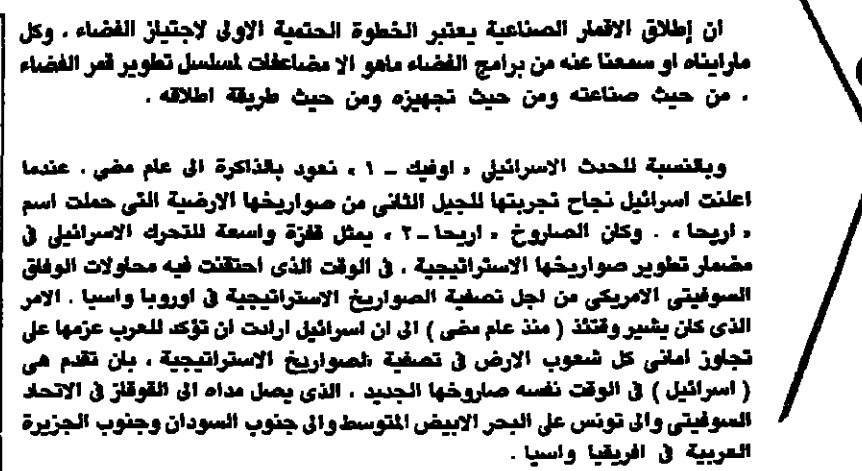 ان إطلاق الاقمار الصناعية يعتبر الخطوة الحتمية الاولى لاجتياز الفضاء . وكل
مارايناه او سمعنا عنه من برامج الفضاء ماهو الا مضاعفات لمسلسل تطوير قمر الفضاء
. من حيث صناعته ومن حيث تجهيزه ومن حيث طريقة اطلاقه .
وبالنسبة للحدث الاسرائيلي « اوفيك ــ ١ » نعود بالذاكرة الى عام مضى . عندما
اعلنت اسرائيل نجاح تجربتها للجيل الثاني من صواريخها الارضية التي حملت اسم
« اريحا » . وكان الصاروخ « اريحا ــ ٢ » يمثل قفزة واسعة للتحرك الاسرائيلي في
مضمار تطوير صواريخها الاستراتيجية . في الوقت الذى احتقنت فيه محاولات الوفاق
السوفيتى الامريكي من اجل تصفية الصواريخ الاستراتيجية في اوروبا واسيا . الامر
الذى كان يشير وقتئذ ( منذ عام مضى ) الى ان اسرائيل ارادت ان تؤكد للعرب عزمها على
تجاوز امانى كل شعوب الارض في تصفية الصواريخ الاستراتيجية ، بان تقدم هى
( اسرائيل ) في الوقت نفسه صاروخها الجديد ، الذى يصل مداه الى القوقاز في الاتحاد
السوفيتى والى تونس على البحر الابيض المتوسط والى جنوب السودان وجنوب الجزيرة
العربية في افريقيا واسيا .